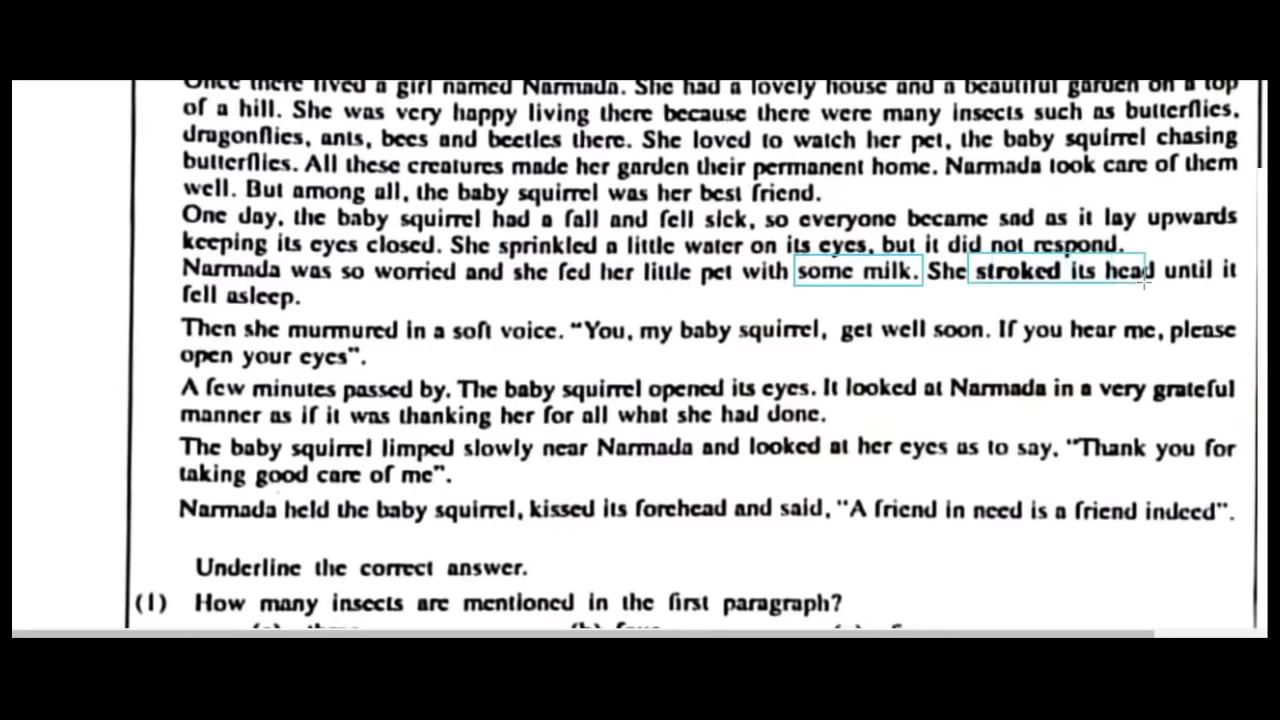 Once there lived a girl named Narmada. She had a lovely house and a beautiful garden on a top
of a hill. She was very happy living there because there were many insects such as butterflies,
dragonflies, ants, bees and beetles there. She loved to watch her pet, the baby squirrel chasing
butterflies. All these creatures made her garden their permanent home. Narmada took care of them
well. But among all, the baby squirrel was her best friend.
One day, the baby squirrel had a fall and fell sick, so everyone became sad as it lay upwards
keeping its eyes closed. She sprinkled a little water on its eyes, but it did not respond.
Narmada was so worried and she fed her little pet with some milk. She stroked its head until it
fell asleep.
Then she murmured in a soft voice. "You, my baby squirrel, get well soon. If you hear me, please
open your eyes".
A few minutes passed by. The baby squirrel opened its eyes. It looked at Narmada in a very grateful
manner as if it was thanking her for all what she had done.
The baby squirrel limped slowly near Narmada and looked at her eyes as to say, "Thank you for
taking good care of me".
Narmada held the baby squirrel, kissed its forehead and said, "A friend in need is a friend indeed".
Underline the correct answer.
(1) How many insects are mentioned in the first paragraph?